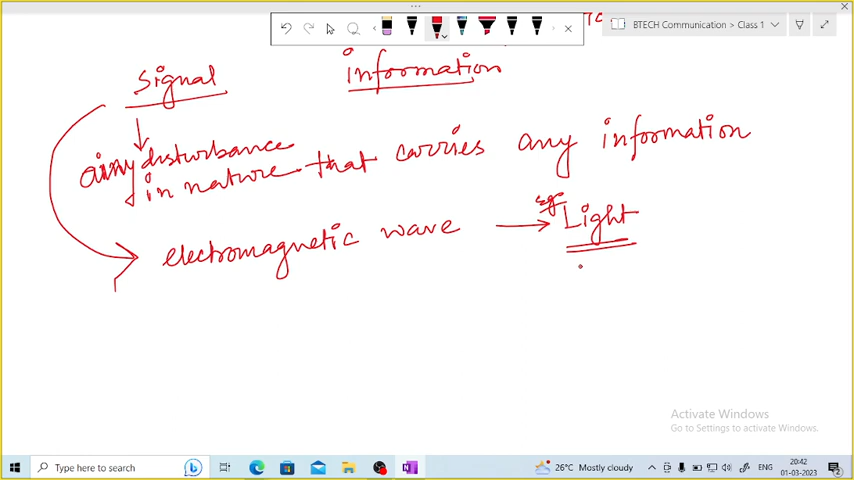 BTECH Communication > Class 1
Signal information
any disturbance
in nature that carries any information
electromagnetic wave → eg Light
Activate Windows
Go to Settings to activate Windows.
Type here to search
26°C Mostly cloudy
ENG
20:42
01-03-2023
2